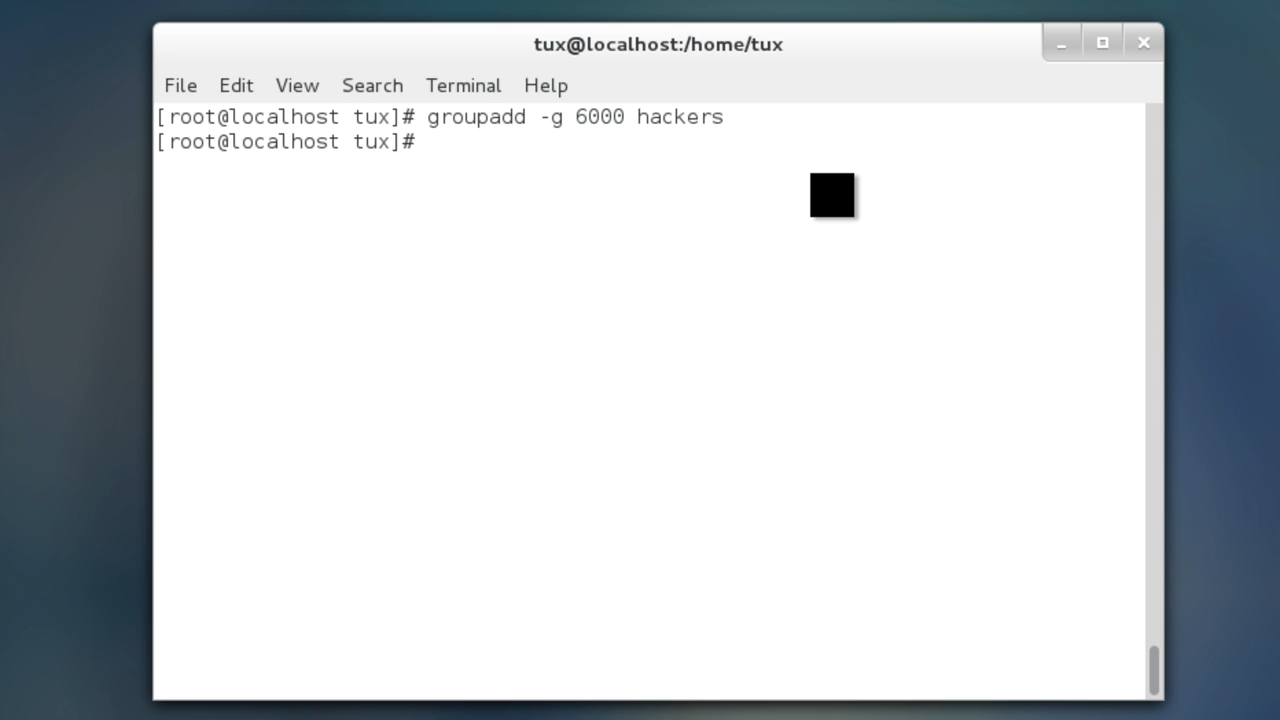 tux@localhost:/home/tux
File Edit View Search Terminal Help
[root@localhost tux]# groupadd -g 6000 hackers
[root@localhost tux]#